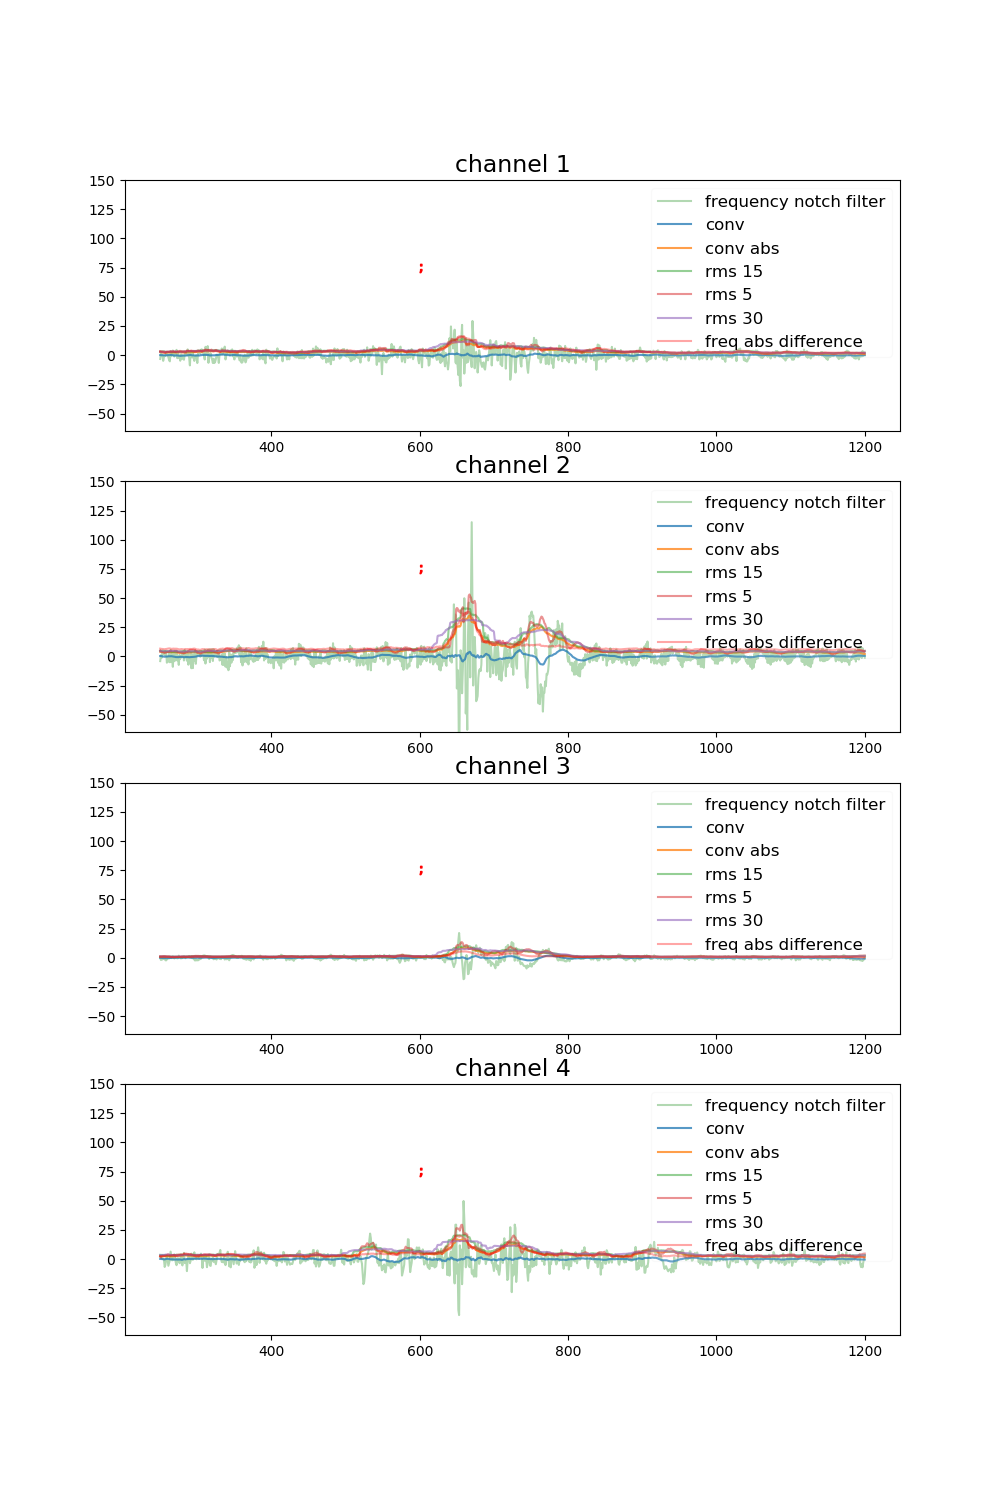 channel 1
150
125
100
75
50
25
0
−25
−50
;
frequency notch filter
conv
conv abs
rms 15
rms 5
rms 30
freq abs difference
400 600 800 1000 1200
channel 2
150
125
100
75
50
25
0
−25
−50
;
frequency notch filter
conv
conv abs
rms 15
rms 5
rms 30
freq abs difference
400 600 800 1000 1200
channel 3
150
125
100
75
50
25
0
−25
−50
;
frequency notch filter
conv
conv abs
rms 15
rms 5
rms 30
freq abs difference
400 600 800 1000 1200
channel 4
150
125
100
75
50
25
0
−25
−50
;
frequency notch filter
conv
conv abs
rms 15
rms 5
rms 30
freq abs difference
400 600 800 1000 1200